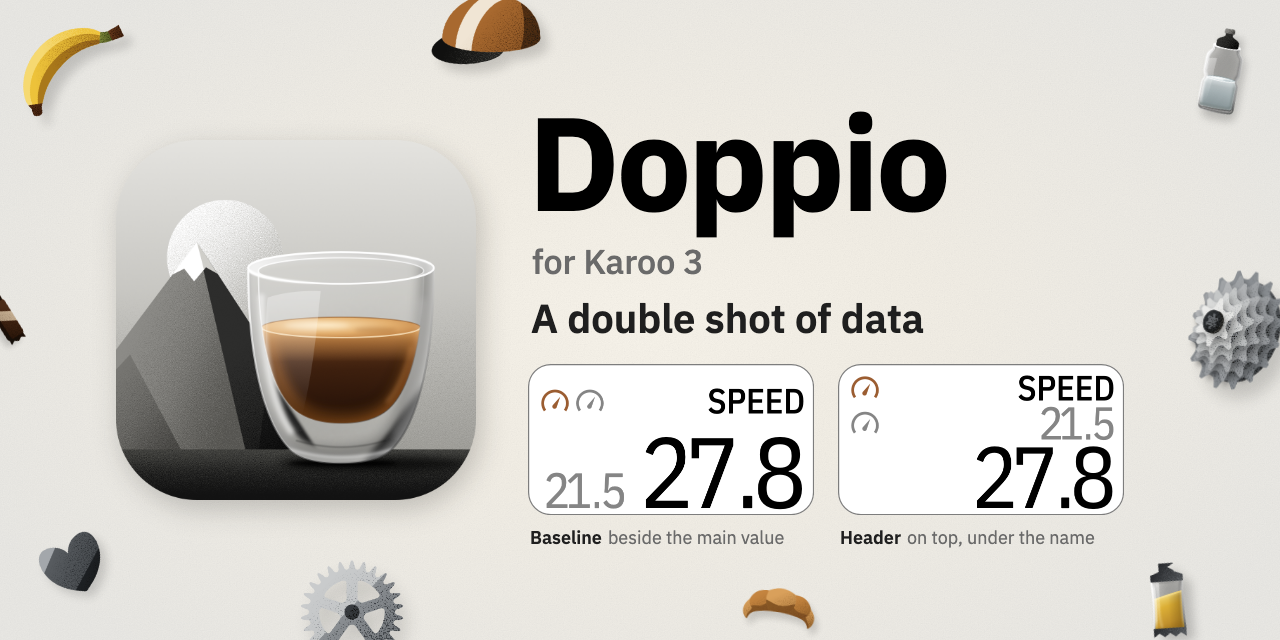 Doppio
for Karoo 3
A double shot of data
SPEED
21.5 27.8
Baseline beside the main value
SPEED
21.5
27.8
Header on top, under the name